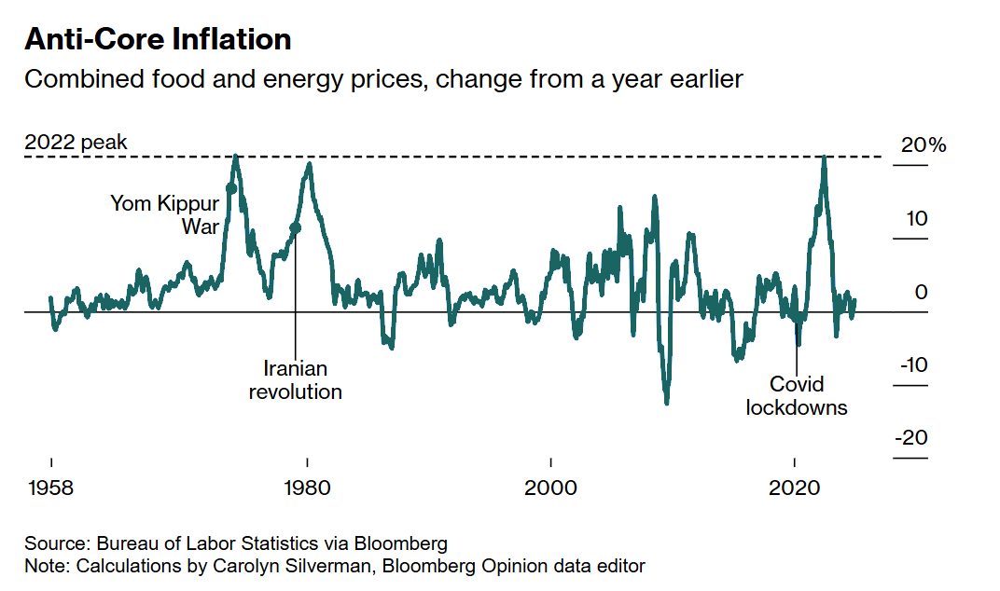 Anti-Core Inflation
Combined food and energy prices, change from a year earlier
2022 peak
20%
Yom Kippur
War
10
0
Iranian
revolution
-10
Covid
lockdowns
-20
1958
1980
2000
2020
Source: Bureau of Labor Statistics via Bloomberg
Note: Calculations by Carolyn Silverman, Bloomberg Opinion data editor